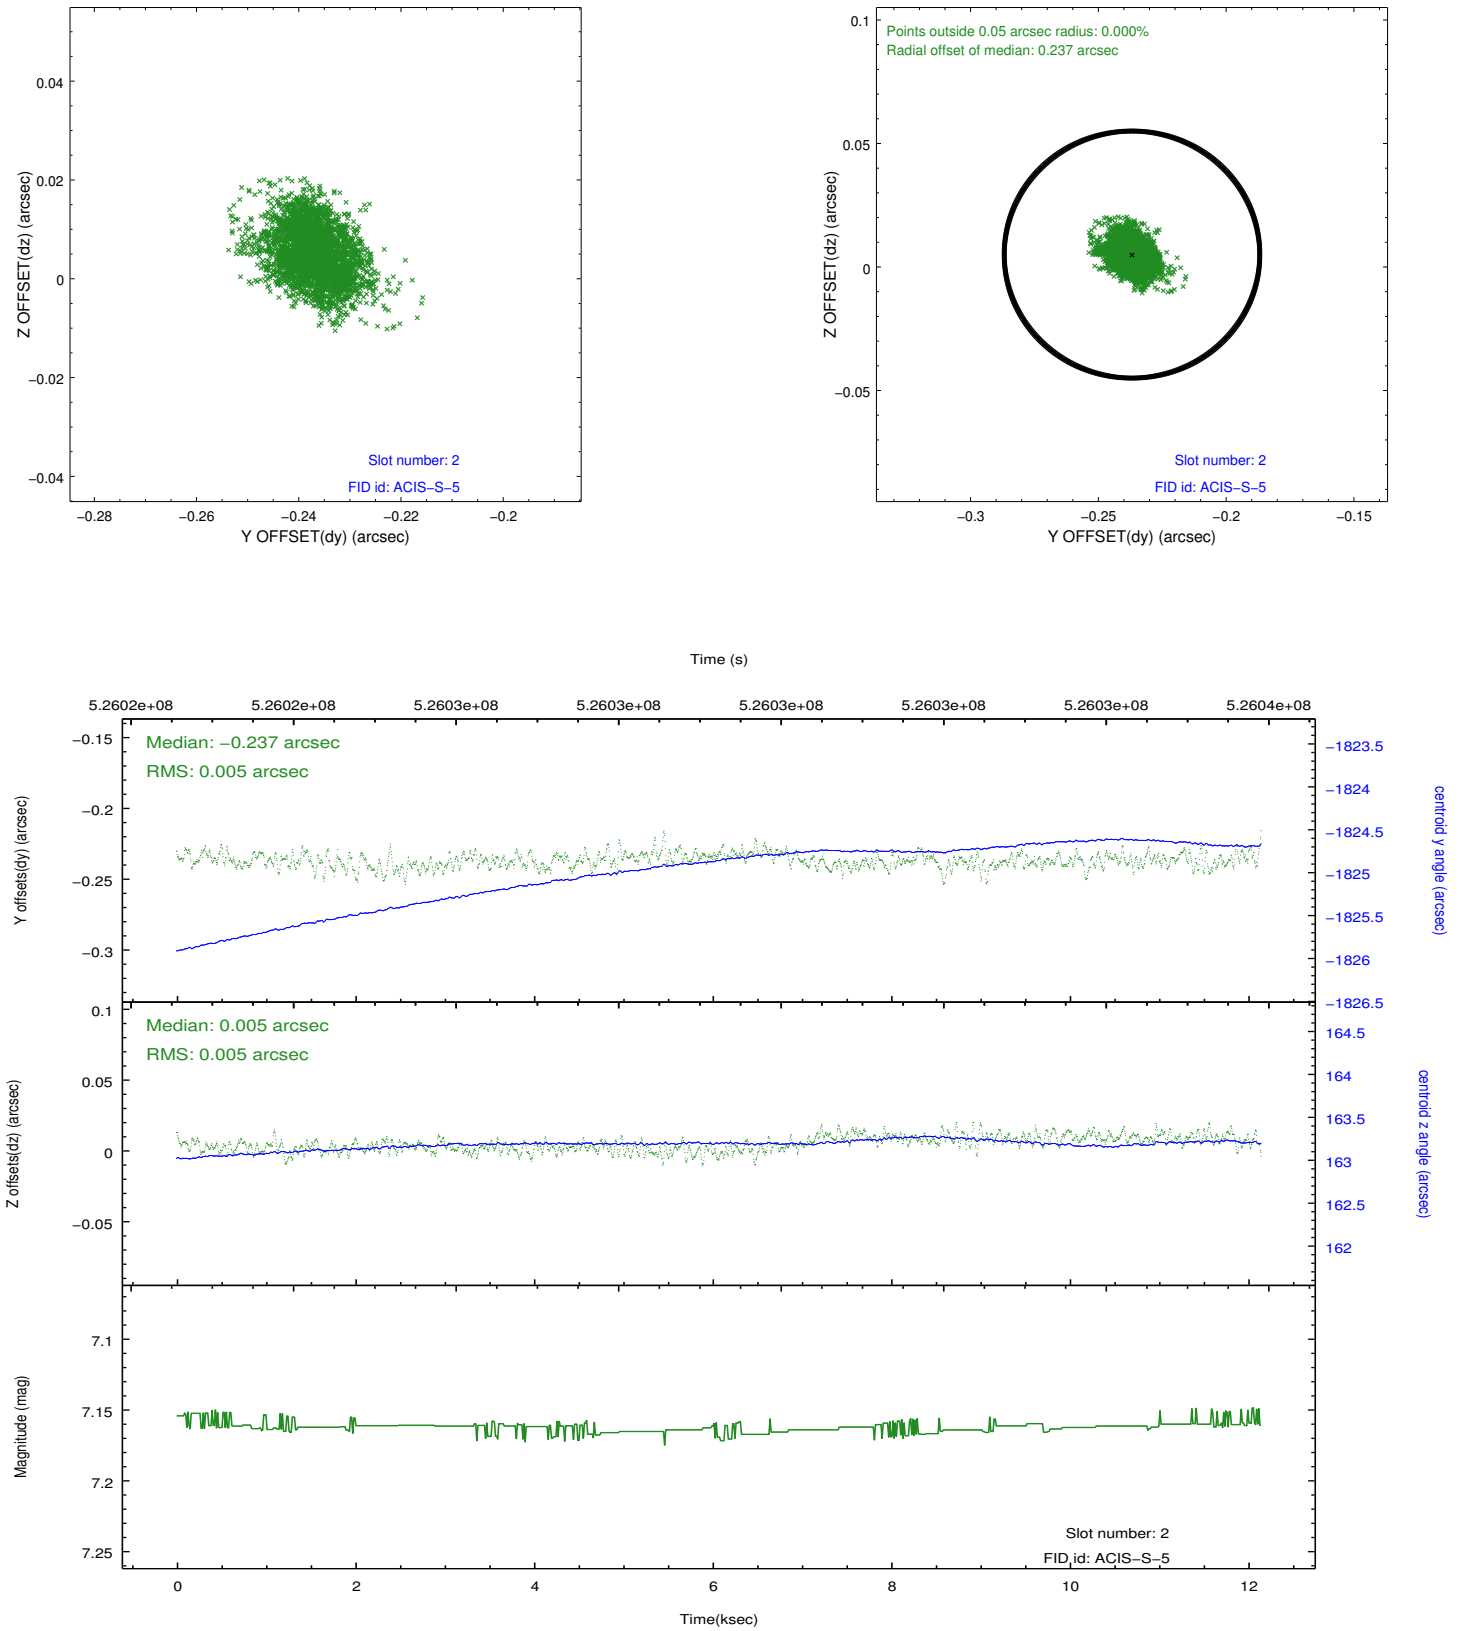 0.04
0.02
0
−0.02
−0.04
Z OFFSET(dz) (arcsec)
Slot number: 2
FID id: ACIS−S−5
−0.28 −0.26 −0.24 −0.22 −0.2
Y OFFSET(dy) (arcsec)
Points outside 0.05 arcsec radius: 0.000%
Radial offset of median: 0.237 arcsec
0.1
0.05
0
−0.05
Z OFFSET(dz) (arcsec)
Slot number: 2
FID id: ACIS−S−5
−0.3 −0.25 −0.2 −0.15
Y OFFSET(dy) (arcsec)
Time (s)
5.2602e+08 5.2602e+08 5.2603e+08 5.2603e+08 5.2603e+08 5.2603e+08 5.2603e+08 5.2604e+08
Median: −0.237 arcsec
RMS: 0.005 arcsec
−0.15
−0.2
−0.25
−0.3
Y offsets(dy) (arcsec)
−1823.5
−1824
−1824.5
−1825
−1825.5
−1826
−1826.5
centroid y angle (arcsec)
Median: 0.005 arcsec
RMS: 0.005 arcsec
0.1
0.05
0
−0.05
Z offsets(dz) (arcsec)
164.5
164
163.5
163
162.5
162
centroid z angle (arcsec)
7.1
7.15
7.2
7.25
Magnitude (mag)
Slot number: 2
FID id: ACIS−S−5
0 2 4 6 8 10 12
Time(ksec)